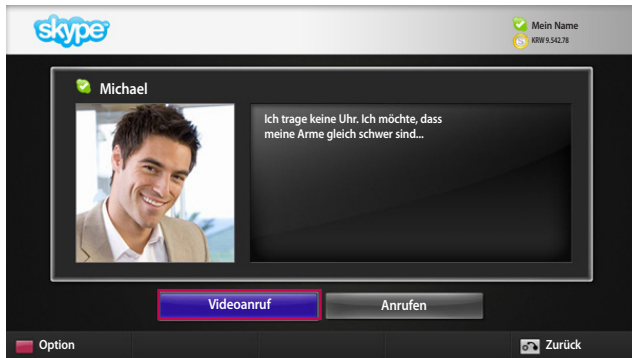 skype
Mein Name
KRW 9.542.78
Michael
Ich trage keine Uhr. Ich möchte, dass
meine Arme gleich schwer sind...
Videoanruf
Anrufen
Option
Zurück